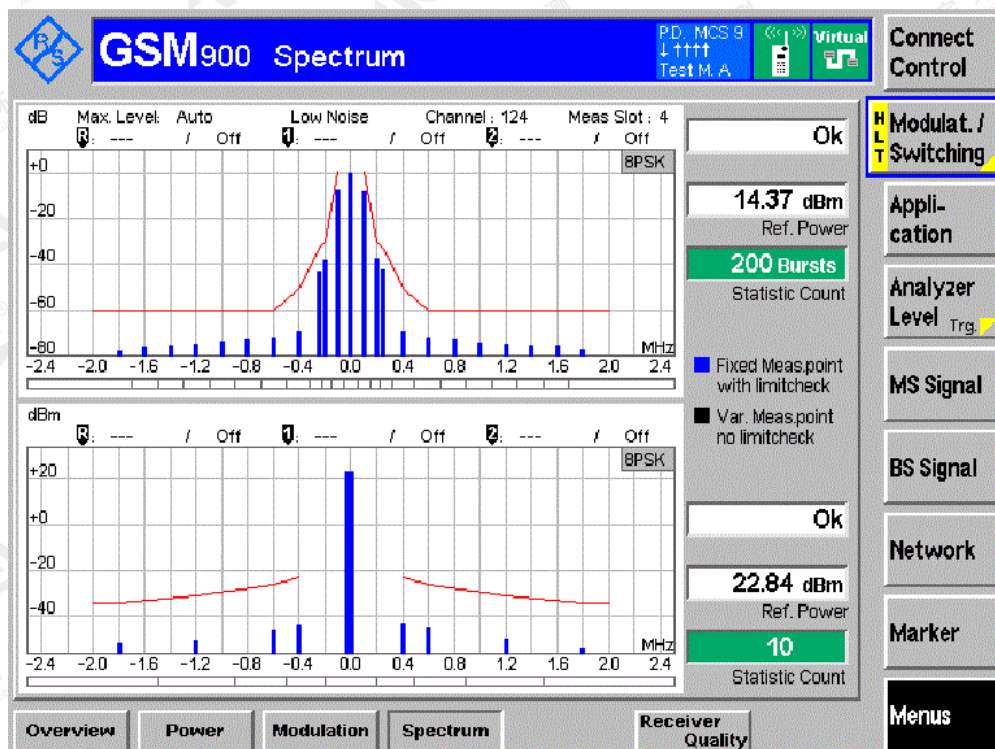 R S
GSM900 Spectrum
P.D. MCS 9
↓↑↑↑↑
Test M. A.
Virtual
Connect
Control
dB Max. Level: Auto Low Noise Channel : 124 Meas Slot : 4
R: --- / Off 1: --- / Off 2: --- / Off
8PSK
+0
-20
-40
-60
-80
MHz
-2.4 -2.0 -1.6 -1.2 -0.8 -0.4 0.0 0.4 0.8 1.2 1.6 2.0 2.4
Ok
14.37 dBm
Ref. Power
200 Bursts
Statistic Count
Fixed Meas.point
with limitcheck
Var. Meas.point
no limitcheck
dBm
R: --- / Off 1: --- / Off 2: --- / Off
8PSK
+20
+0
-20
-40
MHz
-2.4 -2.0 -1.6 -1.2 -0.8 -0.4 0.0 0.4 0.8 1.2 1.6 2.0 2.4
Ok
22.84 dBm
Ref. Power
10
Statistic Count
HLT
Modulat. /
Switching
Appli-
cation
Analyzer
Level Trg.
MS Signal
BS Signal
Network
Marker
Menus
Overview
Power
Modulation
Spectrum
Receiver
Quality